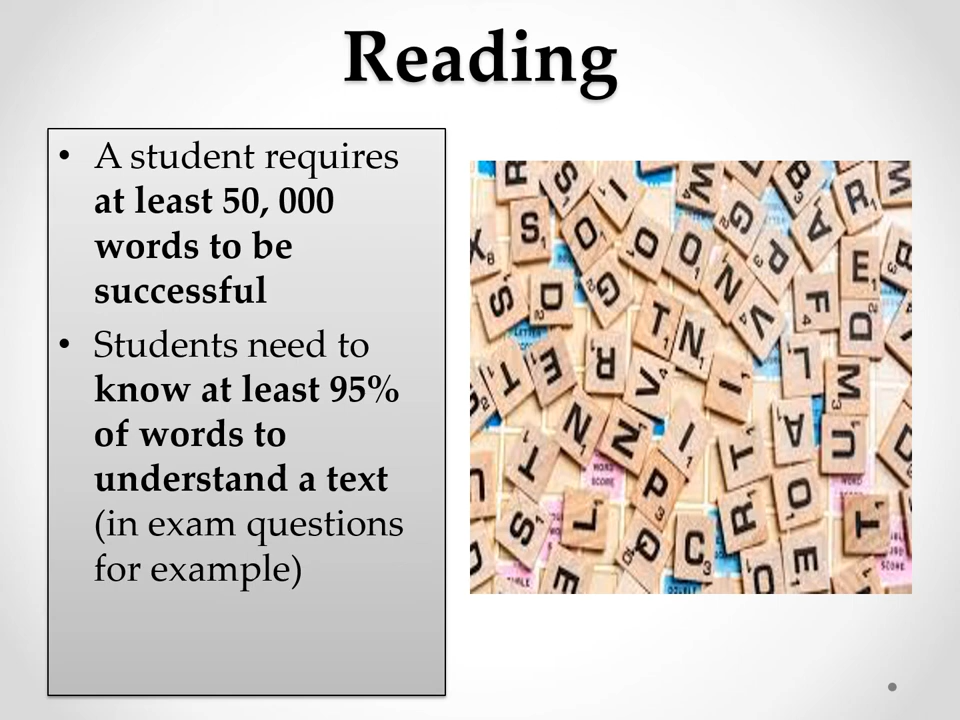 Reading
• A student requires
at least 50, 000
words to be
successful
• Students need to
know at least 95%
of words to
understand a text
(in exam questions
for example)